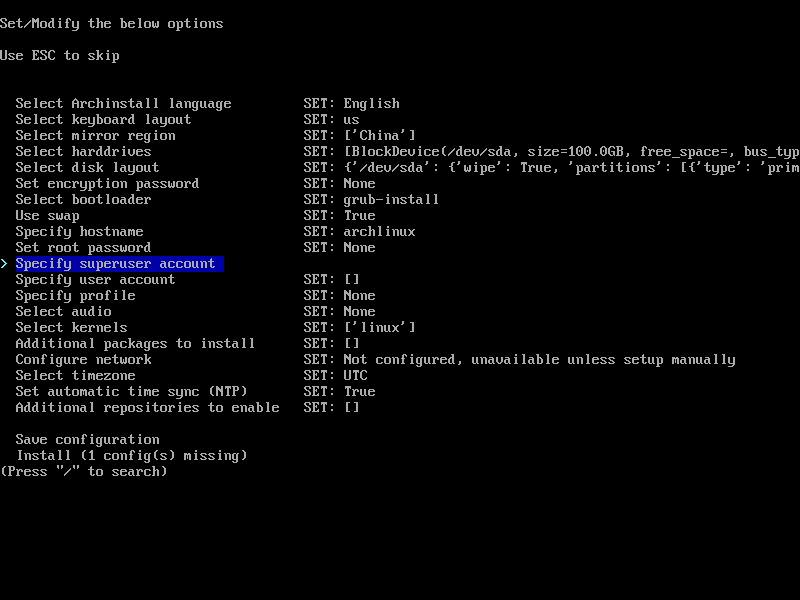 Set/Modify the below options
Use ESC to skip
Select Archinstall language SET: English
Select keyboard layout SET: us
Select mirror region SET: ['China']
Select harddrives SET: [BlockDevice(/dev/sda, size=100.0GB, free_space=, bus_typ
Select disk layout SET: {'/dev/sda': {'wipe': True, 'partitions': [{'type': 'prim
Set encryption password SET: None
Select bootloader SET: grub-install
Use swap SET: True
Specify hostname SET: archlinux
Set root password SET: None
> Specify superuser account
Specify user account SET: []
Specify profile SET: None
Select audio SET: None
Select kernels SET: ['linux']
Additional packages to install SET: []
Configure network SET: Not configured, unavailable unless setup manually
Select timezone SET: UTC
Set automatic time sync (NTP) SET: True
Additional repositories to enable SET: []
Save configuration
Install (1 config(s) missing)
(Press "/" to search)